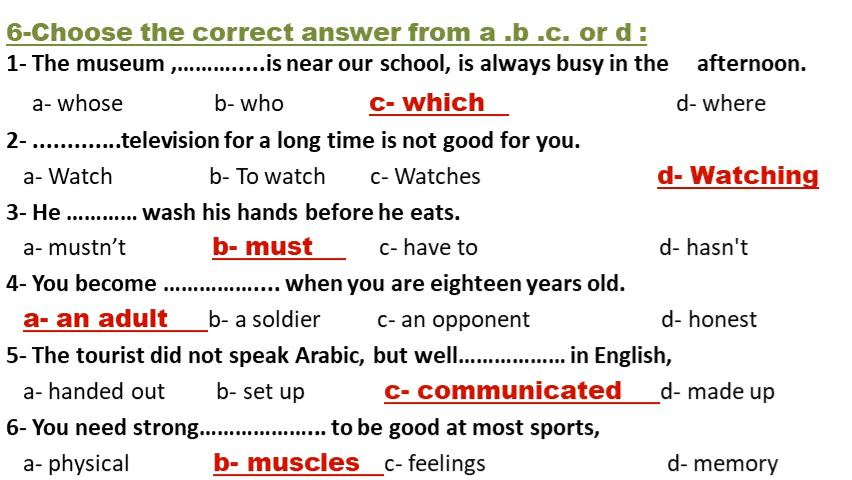 6-Choose the correct answer from a .b .c. or d :
1- The museum ,.............is near our school, is always busy in the afternoon.
a- whose b- who c- which d- where
2- .............television for a long time is not good for you.
a- Watch b- To watch c- Watches d- Watching
3- He ………… wash his hands before he eats.
a- mustn’t b- must c- have to d- hasn't
4- You become ……………..... when you are eighteen years old.
a- an adult b- a soldier c- an opponent d- honest
5- The tourist did not speak Arabic, but well……………… in English,
a- handed out b- set up c- communicated d- made up
6- You need strong………………... to be good at most sports,
a- physical b- muscles c- feelings d- memory